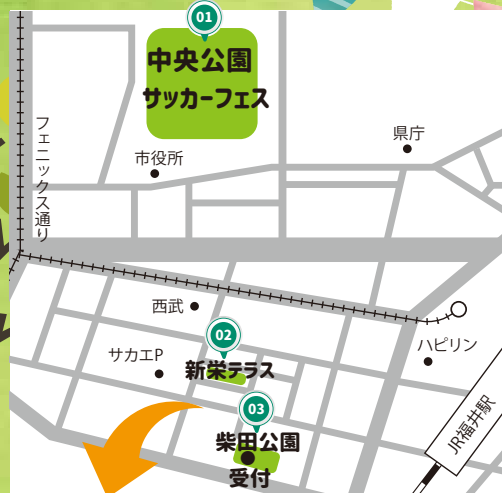 01
中央公園
サッカーフェス
フェニックス通り
市役所
県庁
西武
02
サカエP
新栄テラス
ハピリン
03
柴田公園
受付
JR福井駅